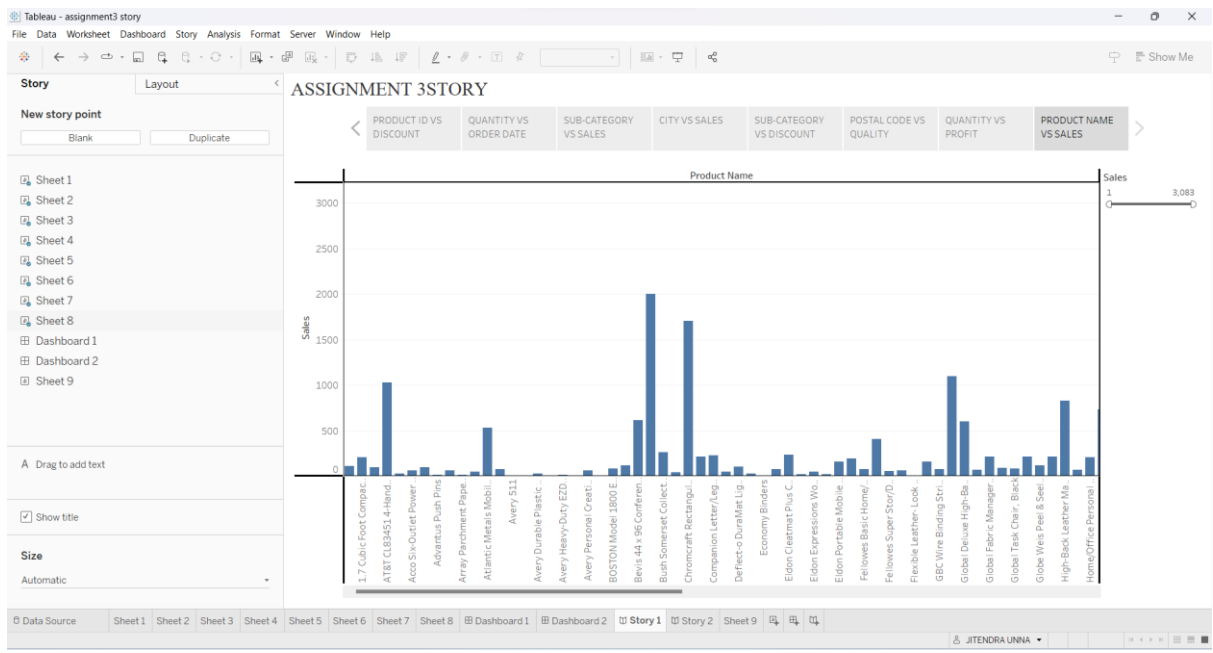 Tableau - assignment3 story
File Data Worksheet Dashboard Story Analysis Format Server Window Help
Show Me
Story Layout
New story point
Blank Duplicate
Sheet 1
Sheet 2
Sheet 3
Sheet 4
Sheet 5
Sheet 6
Sheet 7
Sheet 8
Dashboard 1
Dashboard 2
Sheet 9
A Drag to add text
Show title
Size
Automatic
ASSIGNMENT 3STORY
PRODUCT ID VS DISCOUNT
QUANTITY VS ORDER DATE
SUB-CATEGORY VS SALES
CITY VS SALES
SUB-CATEGORY VS DISCOUNT
POSTAL CODE VS QUALITY
QUANTITY VS PROFIT
PRODUCT NAME VS SALES
Product Name
Sales
1 3,083
Sales
3000
2500
2000
1500
1000
500
0
1.7 Cubic Foot Compac..
AT&T CLB3451 4-Hand..
Acco Six-Outlet Power ..
Advantus Push Pins
Array Parchment Pape..
Atlantic Metals Mobil..
Avery 511
Avery Durable Plastic ..
Avery Heavy-Duty EZD..
Avery Personal Creati..
BOSTON Model 1800 E..
Bevis 44 x 96 Conferen..
Bush Somerset Collect..
Chromcraft Rectangul..
Companion Letter/Leg..
Deflect-o DuraMat Lig..
Economy Binders
Eldon Cleatmat Plus C..
Eldon Expressions Wo..
Eldon Portable Mobile ..
Fellowes Basic Home/..
Fellowes Super Stor/D..
Flexible Leather- Look ..
GBC Wire Binding Stri..
Global Deluxe High-Ba..
Global Fabric Manager..
Global Task Chair, Black
Globe Weis Peel & Seel..
High-Back Leather Ma..
Home/Office Personal ..
Data Source Sheet 1 Sheet 2 Sheet 3 Sheet 4 Sheet 5 Sheet 6 Sheet 7 Sheet 8 Dashboard 1 Dashboard 2 Story 1 Story 2 Sheet 9
JITENDRA UNNA